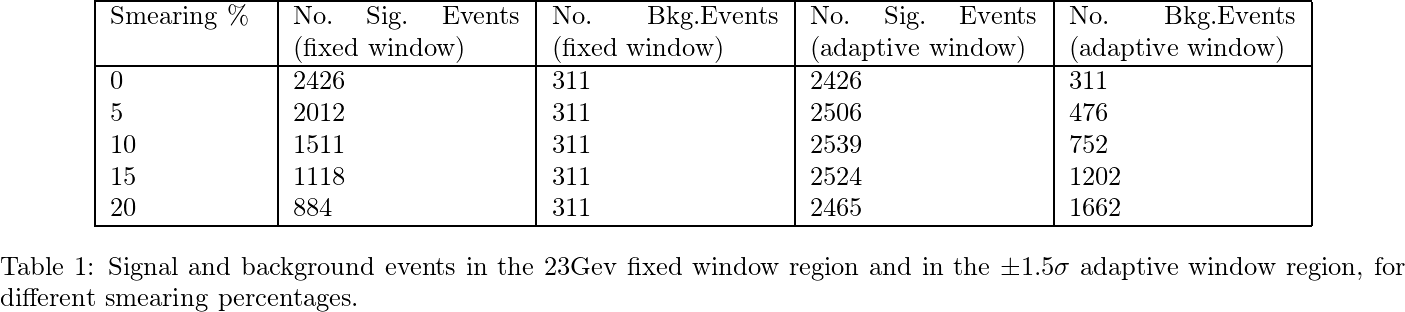 Smearing % No. Sig. Events No. Bkg.Events No. Sig. Events No. Bkg.Events
(fixed window) (fixed window) (adaptive window) (adaptive window)
0 2426 311 2426 311
5 2012 311 2506 476
10 1511 311 2539 752
15 1118 311 2524 1202
20 884 311 2465 1662
Table 1: Signal and background events in the 23Gev fixed window region and in the ±1.5σ adaptive window region, for
different smearing percentages.